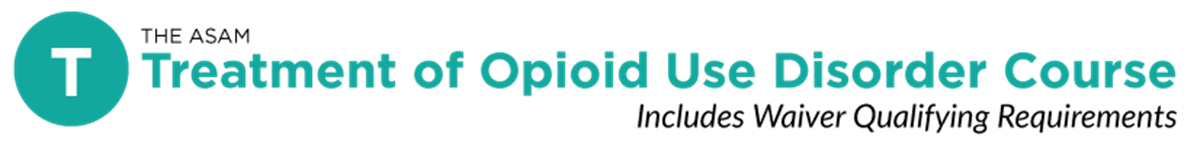 T
THE ASAM
Treatment of Opioid Use Disorder Course
Includes Waiver Qualifying Requirements